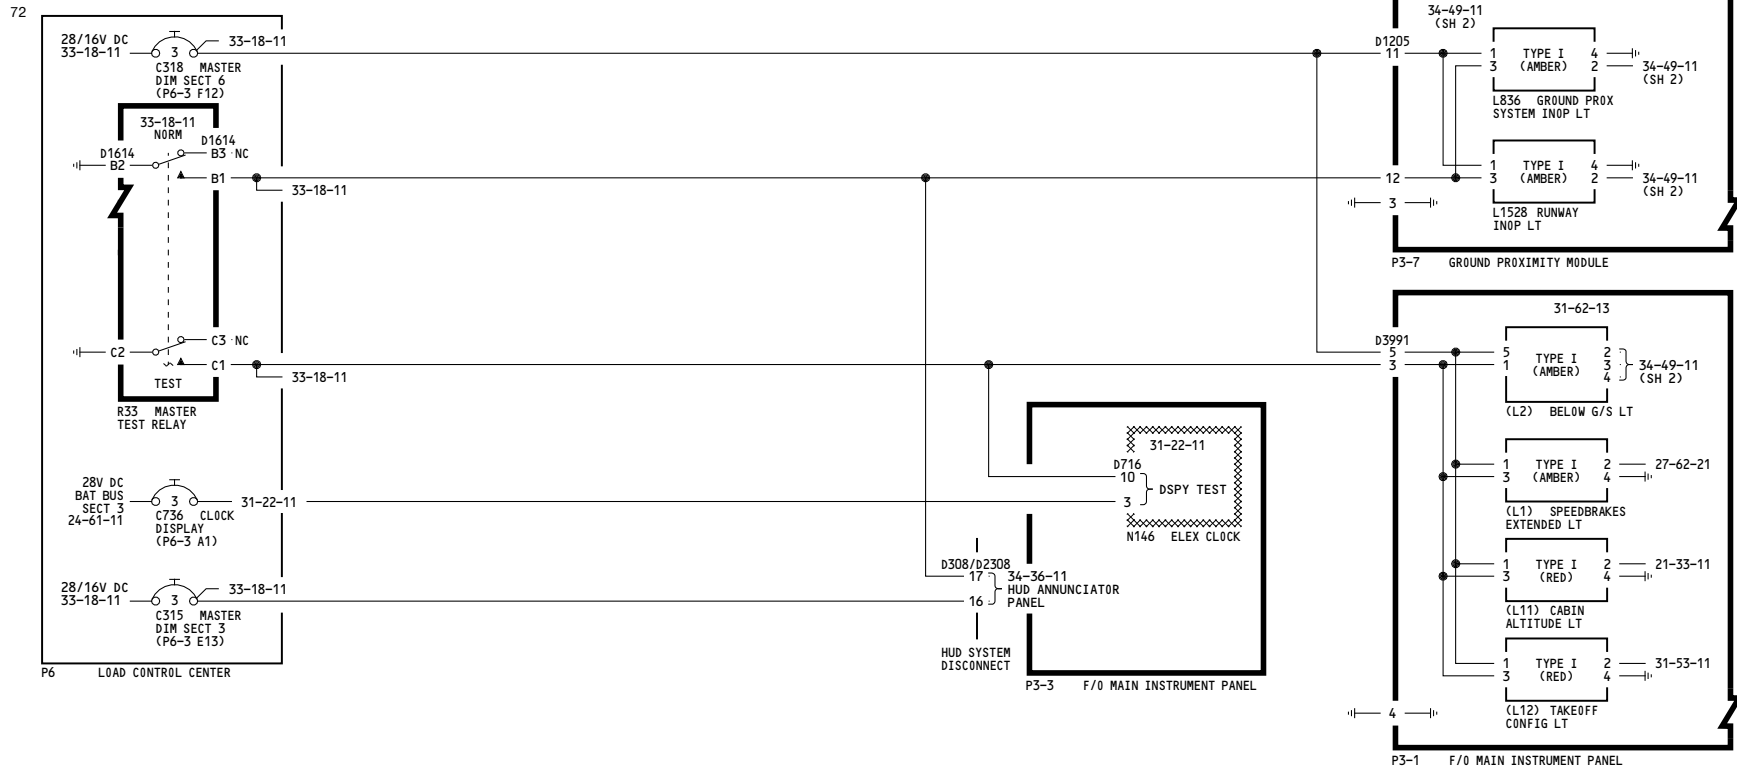 72
28/16V DC
33-18-11
3
33-18-11
C318 MASTER
DIM SECT 6
(P6-3 F12)
33-18-11
NORM
D1614
B3 NC
D1614
B2
B1
33-18-11
C3 NC
C2
C1
33-18-11
TEST
R33 MASTER
TEST RELAY
28V DC
BAT BUS
SECT 3
24-61-11
3
31-22-11
C736 CLOCK
DISPLAY
(P6-3 A1)
28/16V DC
33-18-11
3
33-18-11
C315 MASTER
DIM SECT 3
(P6-3 E13)
P6 LOAD CONTROL CENTER
D308/D2308
17
16
34-36-11
HUD ANNUNCIATOR
PANEL
HUD SYSTEM
DISCONNECT
31-22-11
D716
10
3
DSPY TEST
N146 ELEX CLOCK
P3-3 F/O MAIN INSTRUMENT PANEL
34-49-11
(SH 2)
D1205
11
1 TYPE I 4
3 (AMBER) 2
34-49-11
(SH 2)
L836 GROUND PROX
SYSTEM INOP LT
12
1 TYPE I 4
3 (AMBER) 2
34-49-11
(SH 2)
3
L1528 RUNWAY
INOP LT
P3-7 GROUND PROXIMITY MODULE
31-62-13
D3991
5
3
5 2
1 TYPE I 3
(AMBER) 4
34-49-11
(SH 2)
(L2) BELOW G/S LT
1 TYPE I 2
3 (AMBER) 4
27-62-21
(L1) SPEEDBRAKES
EXTENDED LT
1 TYPE I 2
3 (RED) 4
21-33-11
(L11) CABIN
ALTITUDE LT
1 TYPE I 2
3 (RED) 4
31-53-11
(L12) TAKEOFF
CONFIG LT
4
P3-1 F/O MAIN INSTRUMENT PANEL